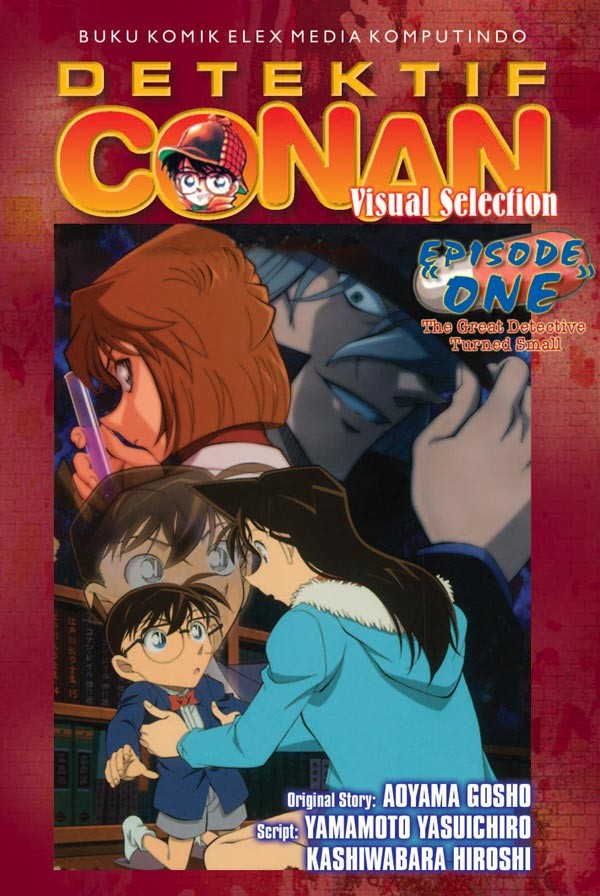 BUKU KOMIK ELEX MEDIA KOMPUTINDO
DETEKTIF
CONAN
Visual Selection
EPISODE
"ONE"
The Great Detective
Turned Small
Original Story: AOYAMA GOSHO
Script: YAMAMOTO YASUICHIRO
KASHIWABARA HIROSHI